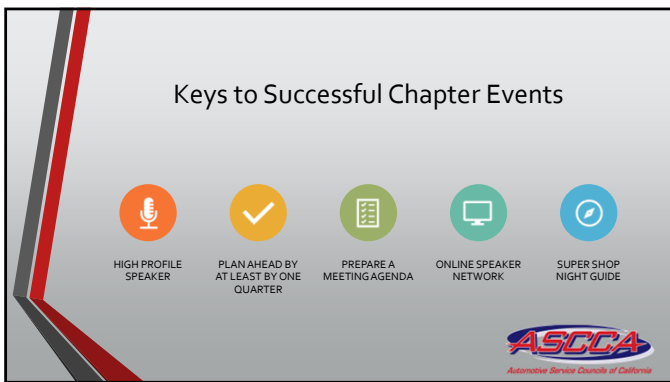 Keys to Successful Chapter Events
HIGH PROFILE
SPEAKER
PLAN AHEAD BY
AT LEAST BY ONE
QUARTER
PREPARE A
MEETING AGENDA
ONLINE SPEAKER
NETWORK
SUPER SHOP
NIGHT GUIDE
ASCCA
Automotive Service Councils of California